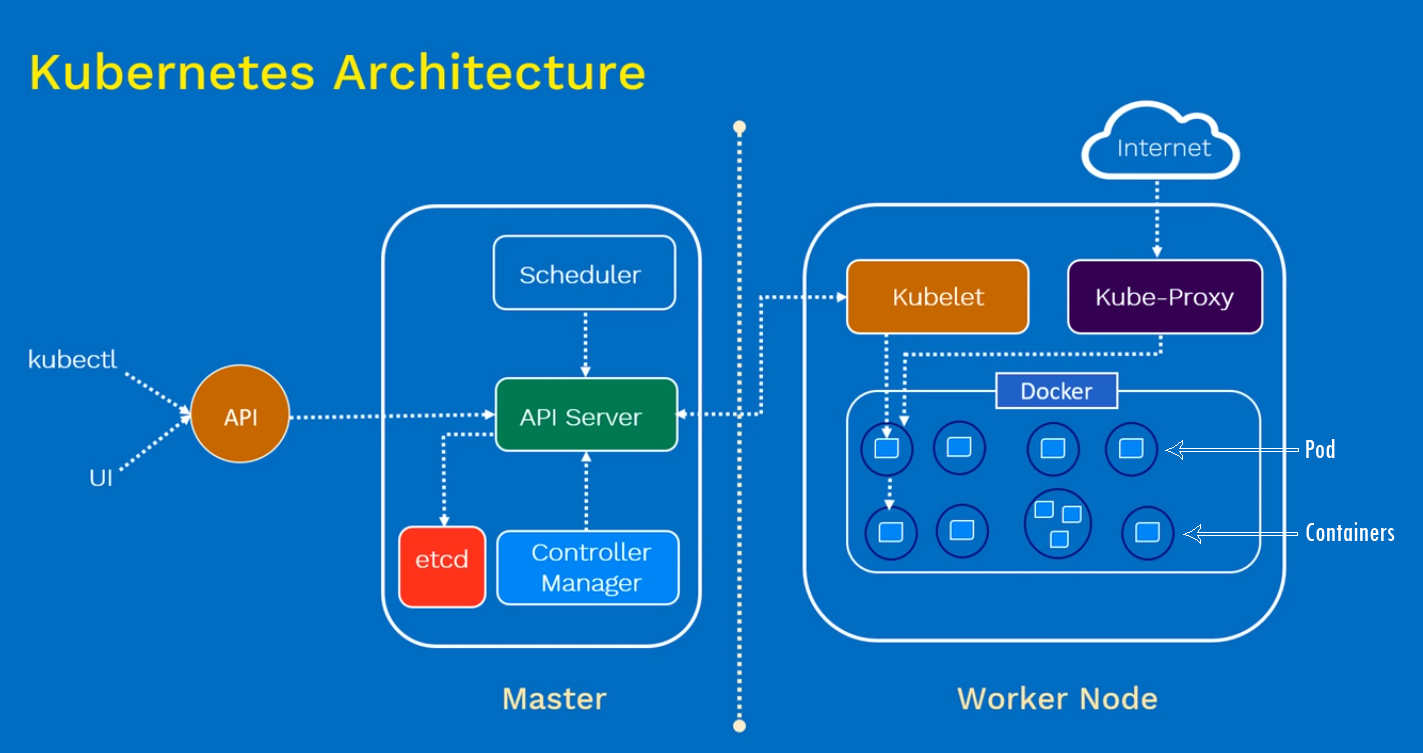 Kubernetes Architecture
Internet
Scheduler
Kubelet
Kube-Proxy
kubectl
API
API Server
UI
Docker
Pod
etcd
Controller
Manager
Containers
Master
Worker Node